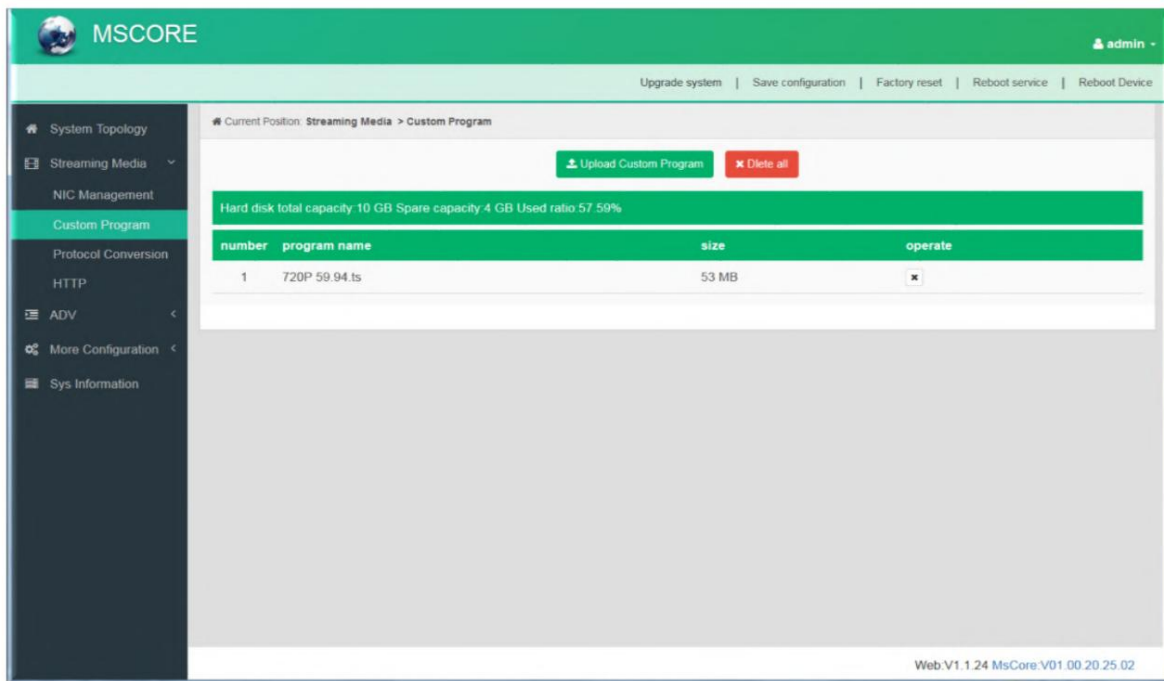 MSCORE
admin
Upgrade system | Save configuration | Factory reset | Reboot service | Reboot Device
System Topology
Streaming Media
NIC Management
Custom Program
Protocol Conversion
HTTP
ADV
More Configuration
Sys Information
Current Position: Streaming Media > Custom Program
Upload Custom Program
Dlete all
Hard disk total capacity:10 GB Spare capacity:4 GB Used ratio:57.59%
number program name size operate
1 720P 59.94.ts 53 MB
Web:V1.1.24 MsCore:V01.00.20.25.02